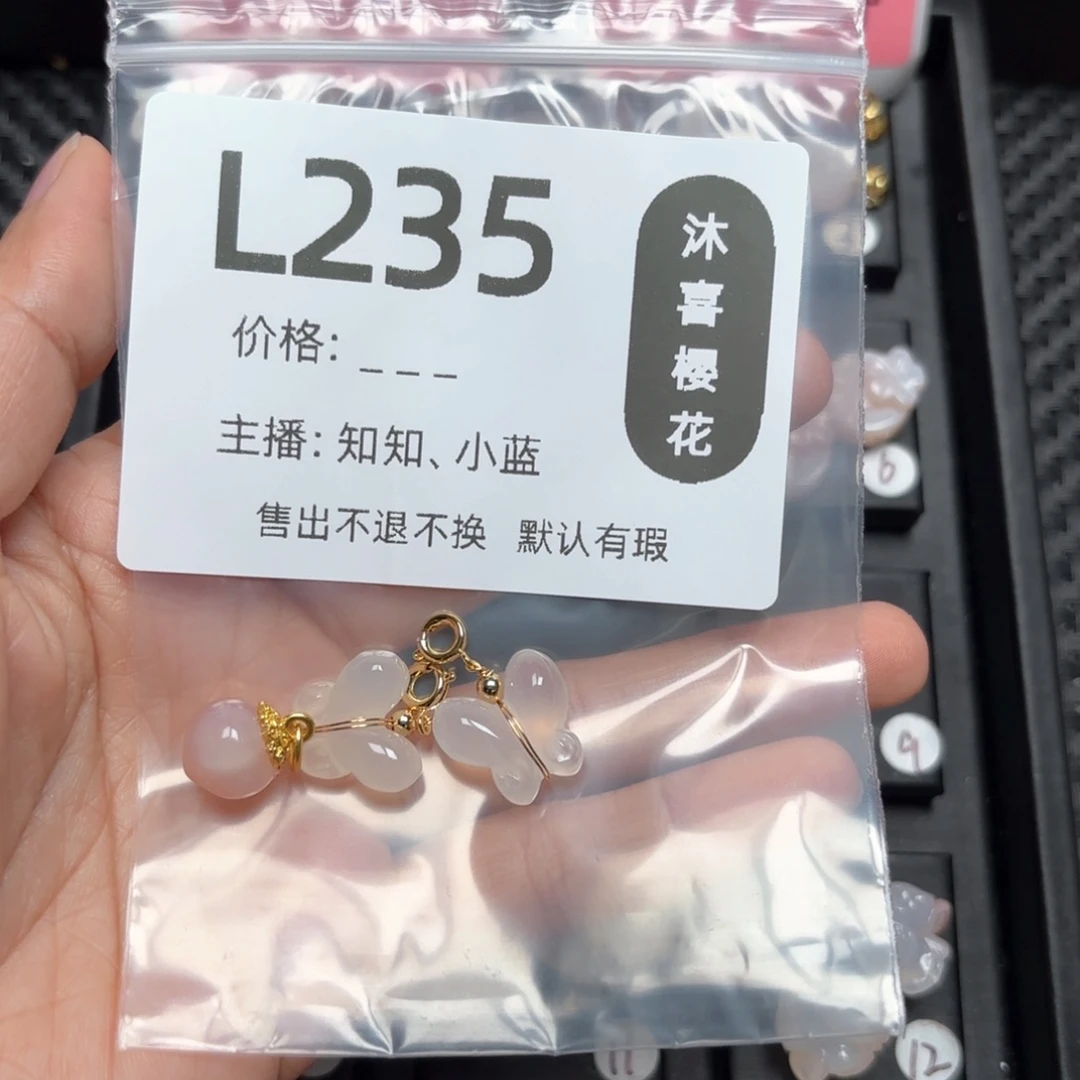 L235
沐喜樱花
价格: _ _ _
主播: 知知、小蓝
售出不退不换 默认有瑕
6
9
11
12